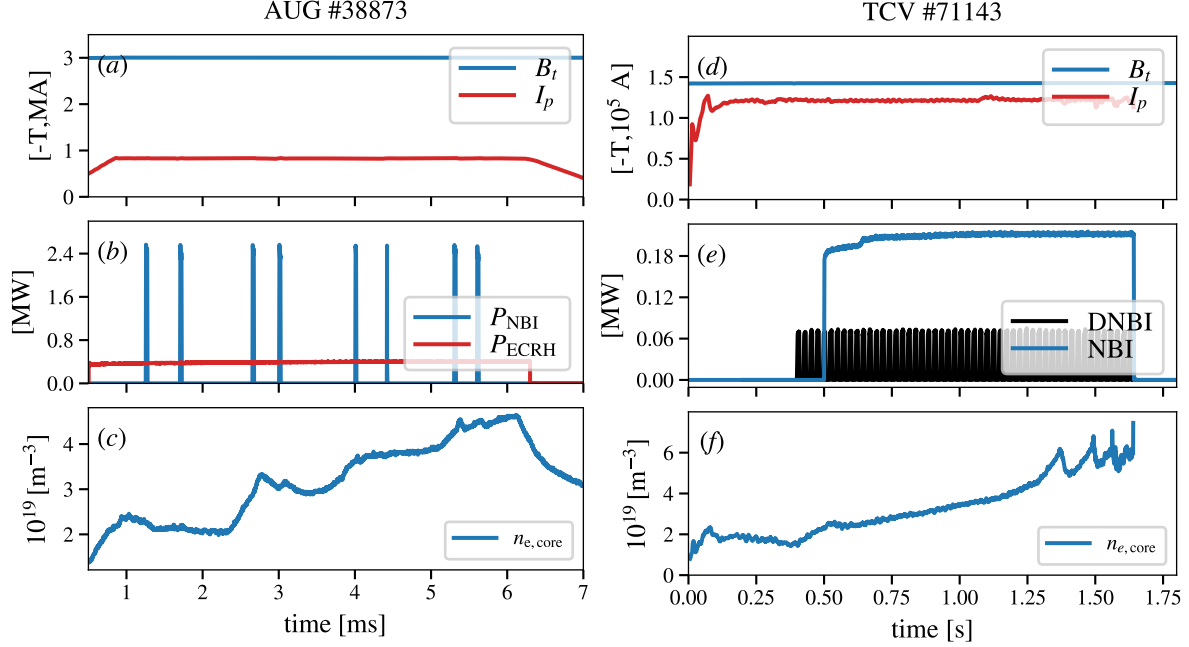 AUG #38873
TCV #71143
(a)
B_t
I_p
[-T,MA]
3
2
1
0
(d)
B_t
I_p
[-T,10^5 A]
1.5
1.0
0.5
0.0
(b)
P_NBI
P_ECRH
[MW]
2.4
1.6
0.8
0.0
(e)
DNBI
NBI
[MW]
0.18
0.12
0.06
0.00
(c)
n_e,core
10^19 [m^−3]
4
3
2
1 2 3 4 5 6 7
time [ms]
(f)
n_e,core
10^19 [m^−3]
6
4
2
0
0.00 0.25 0.50 0.75 1.00 1.25 1.50 1.75
time [s]